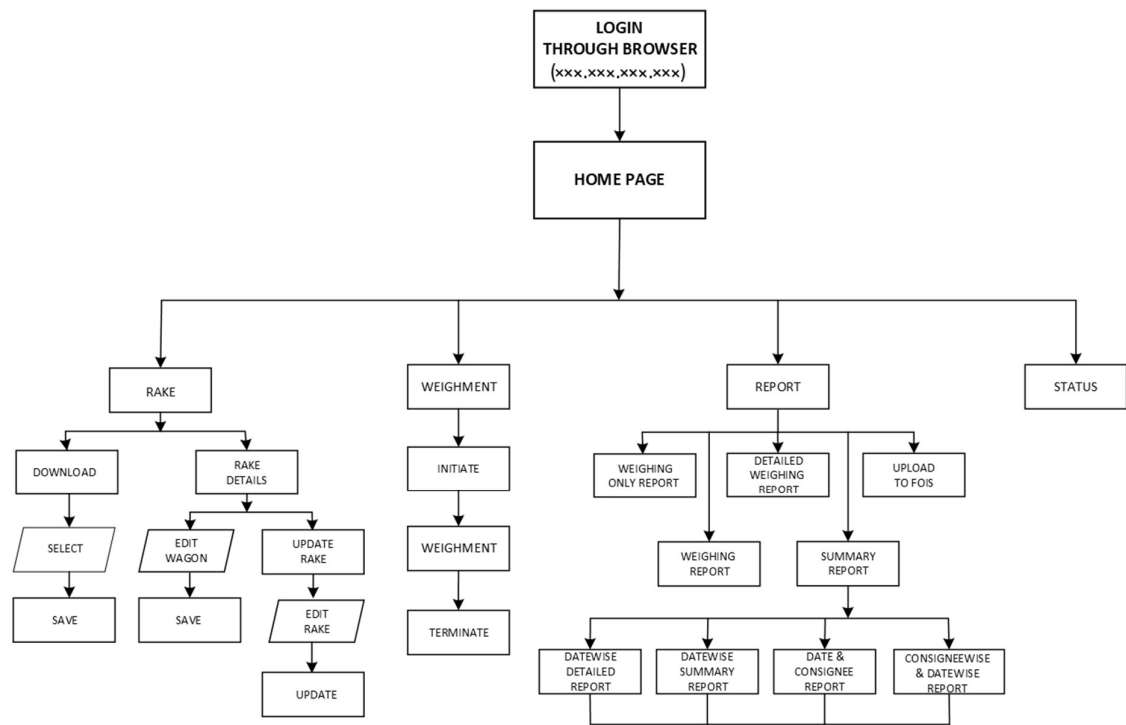 LOGIN
THROUGH BROWSER
(xxx.xxx.xxx.xxx)
HOME PAGE
RAKE
WEIGHMENT
REPORT
STATUS
DOWNLOAD
RAKE
DETAILS
INITIATE
WEIGHING
ONLY REPORT
DETAILED
WEIGHING
REPORT
UPLOAD
TO FOIS
SELECT
EDIT
WAGON
UPDATE
RAKE
WEIGHMENT
WEIGHING
REPORT
SUMMARY
REPORT
SAVE
SAVE
EDIT
RAKE
TERMINATE
DATEWISE
DETAILED
REPORT
DATEWISE
SUMMARY
REPORT
DATE &
CONSIGNEE
REPORT
CONSIGNEEWISE
& DATEWISE
REPORT
UPDATE